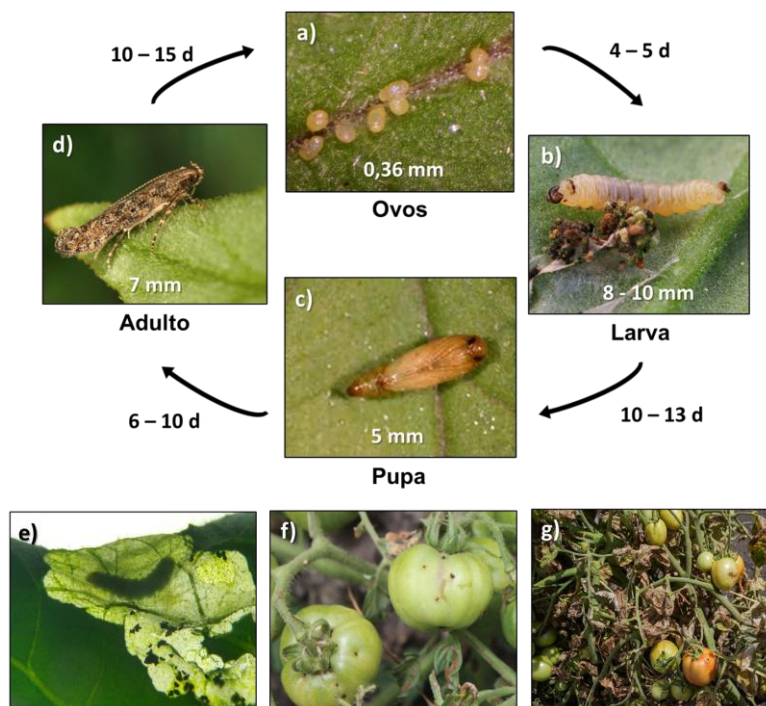 10 – 15 d
a)
0,36 mm
Ovos
4 – 5 d
b)
8 - 10 mm
Larva
10 – 13 d
c)
5 mm
Pupa
6 – 10 d
d)
7 mm
Adulto
e)
f)
g)